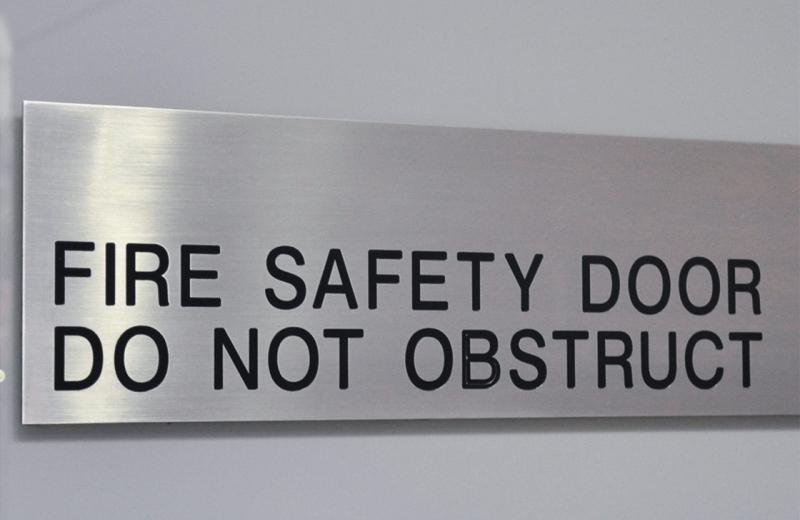 FIRE SAFETY DOOR
DO NOT OBSTRUCT